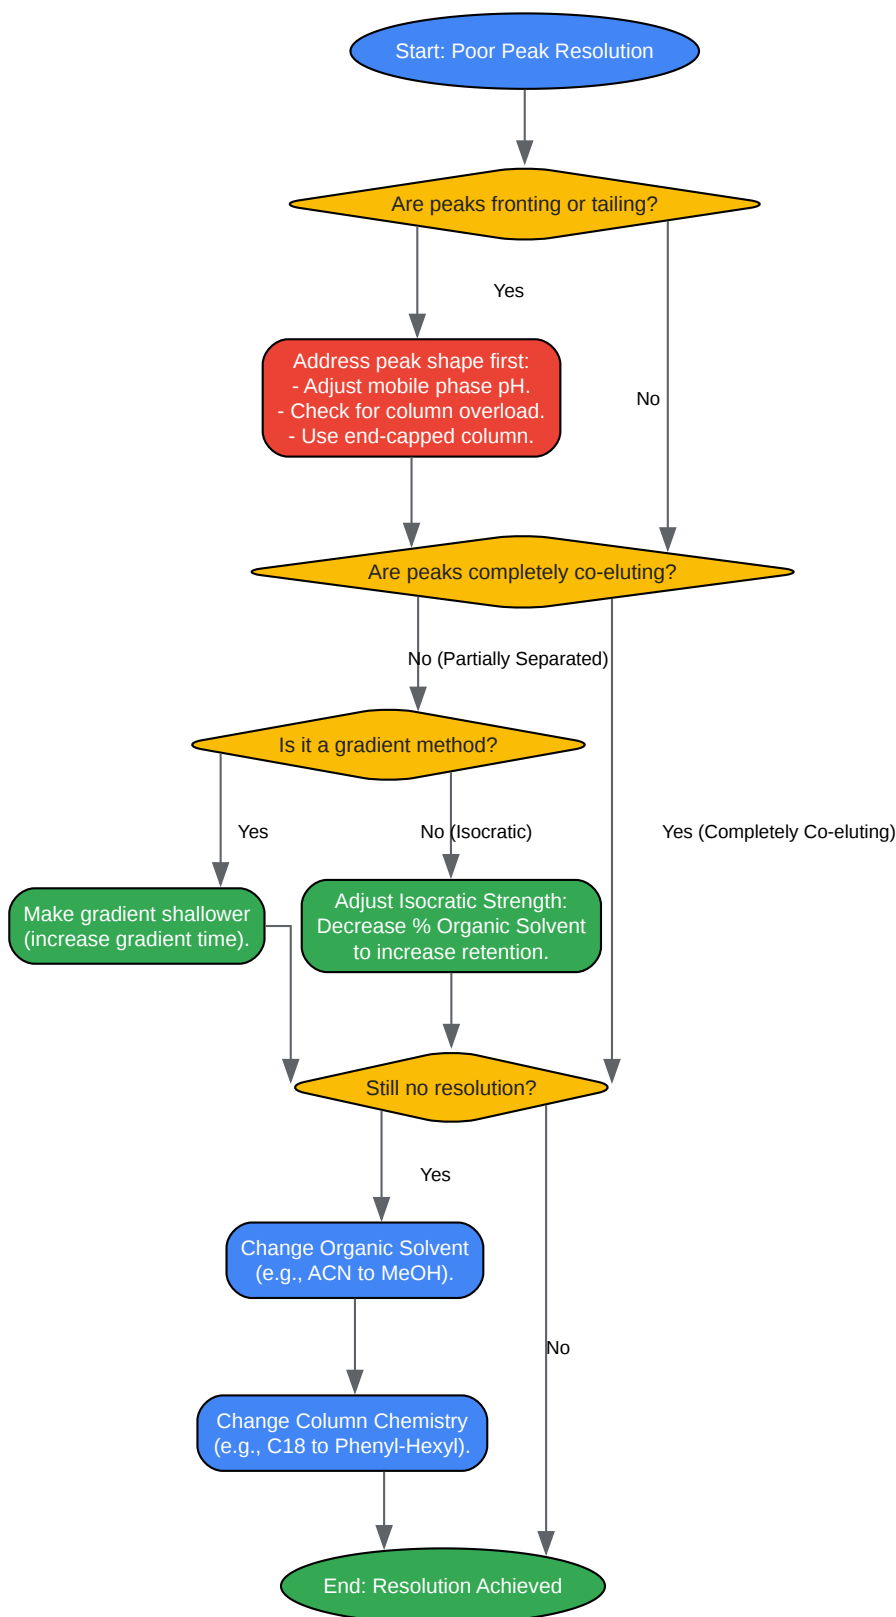 Start: Poor Peak Resolution
Are peaks fronting or tailing?
Yes
Address peak shape first:
- Adjust mobile phase pH.
- Check for column overload.
- Use end-capped column.
No
Are peaks completely co-eluting?
No (Partially Separated)
Is it a gradient method?
Yes
No (Isocratic)
Yes (Completely Co-eluting)
Make gradient shallower
(increase gradient time).
Adjust Isocratic Strength:
Decrease % Organic Solvent
to increase retention.
Still no resolution?
Yes
Change Organic Solvent
(e.g., ACN to MeOH).
No
Change Column Chemistry
(e.g., C18 to Phenyl-Hexyl).
End: Resolution Achieved